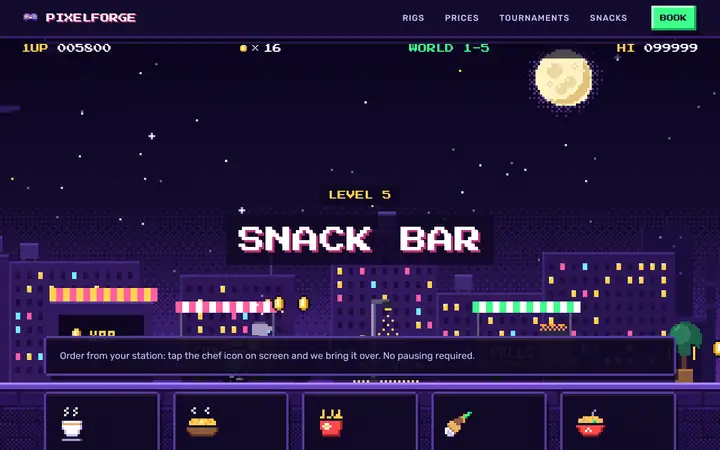 PIXELFORGE
RIGS
PRICES
TOURNAMENTS
SNACKS
BOOK
1UP 005800
× 16
WORLD 1-5
HI 099999
LEVEL 5
SNACK BAR
Order from your station: tap the chef icon on screen and we bring it over. No pausing required.